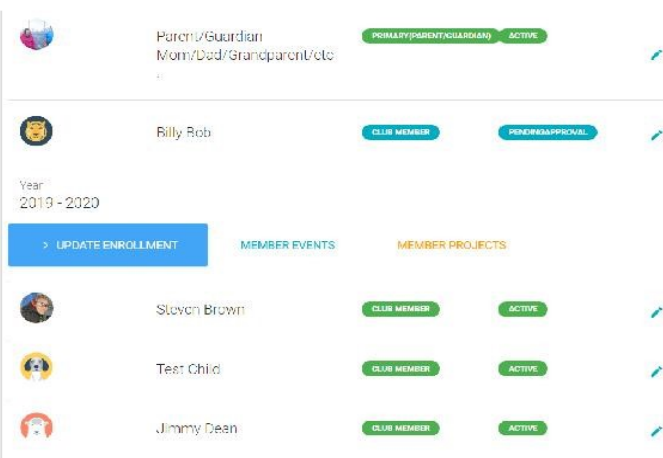 Parent/Guardian PRIMARY(PARENT/GUARDIAN) ACTIVE
Mom/Dad/Grandparent/etc
.
Billy Bob CLUB MEMBER PENDINGAPPROVAL
Year
2019 - 2020
> UPDATE ENROLLMENT MEMBER EVENTS MEMBER PROJECTS
Steven Brown CLUB MEMBER ACTIVE
Test Child CLUB MEMBER ACTIVE
Jimmy Dean CLUB MEMBER ACTIVE